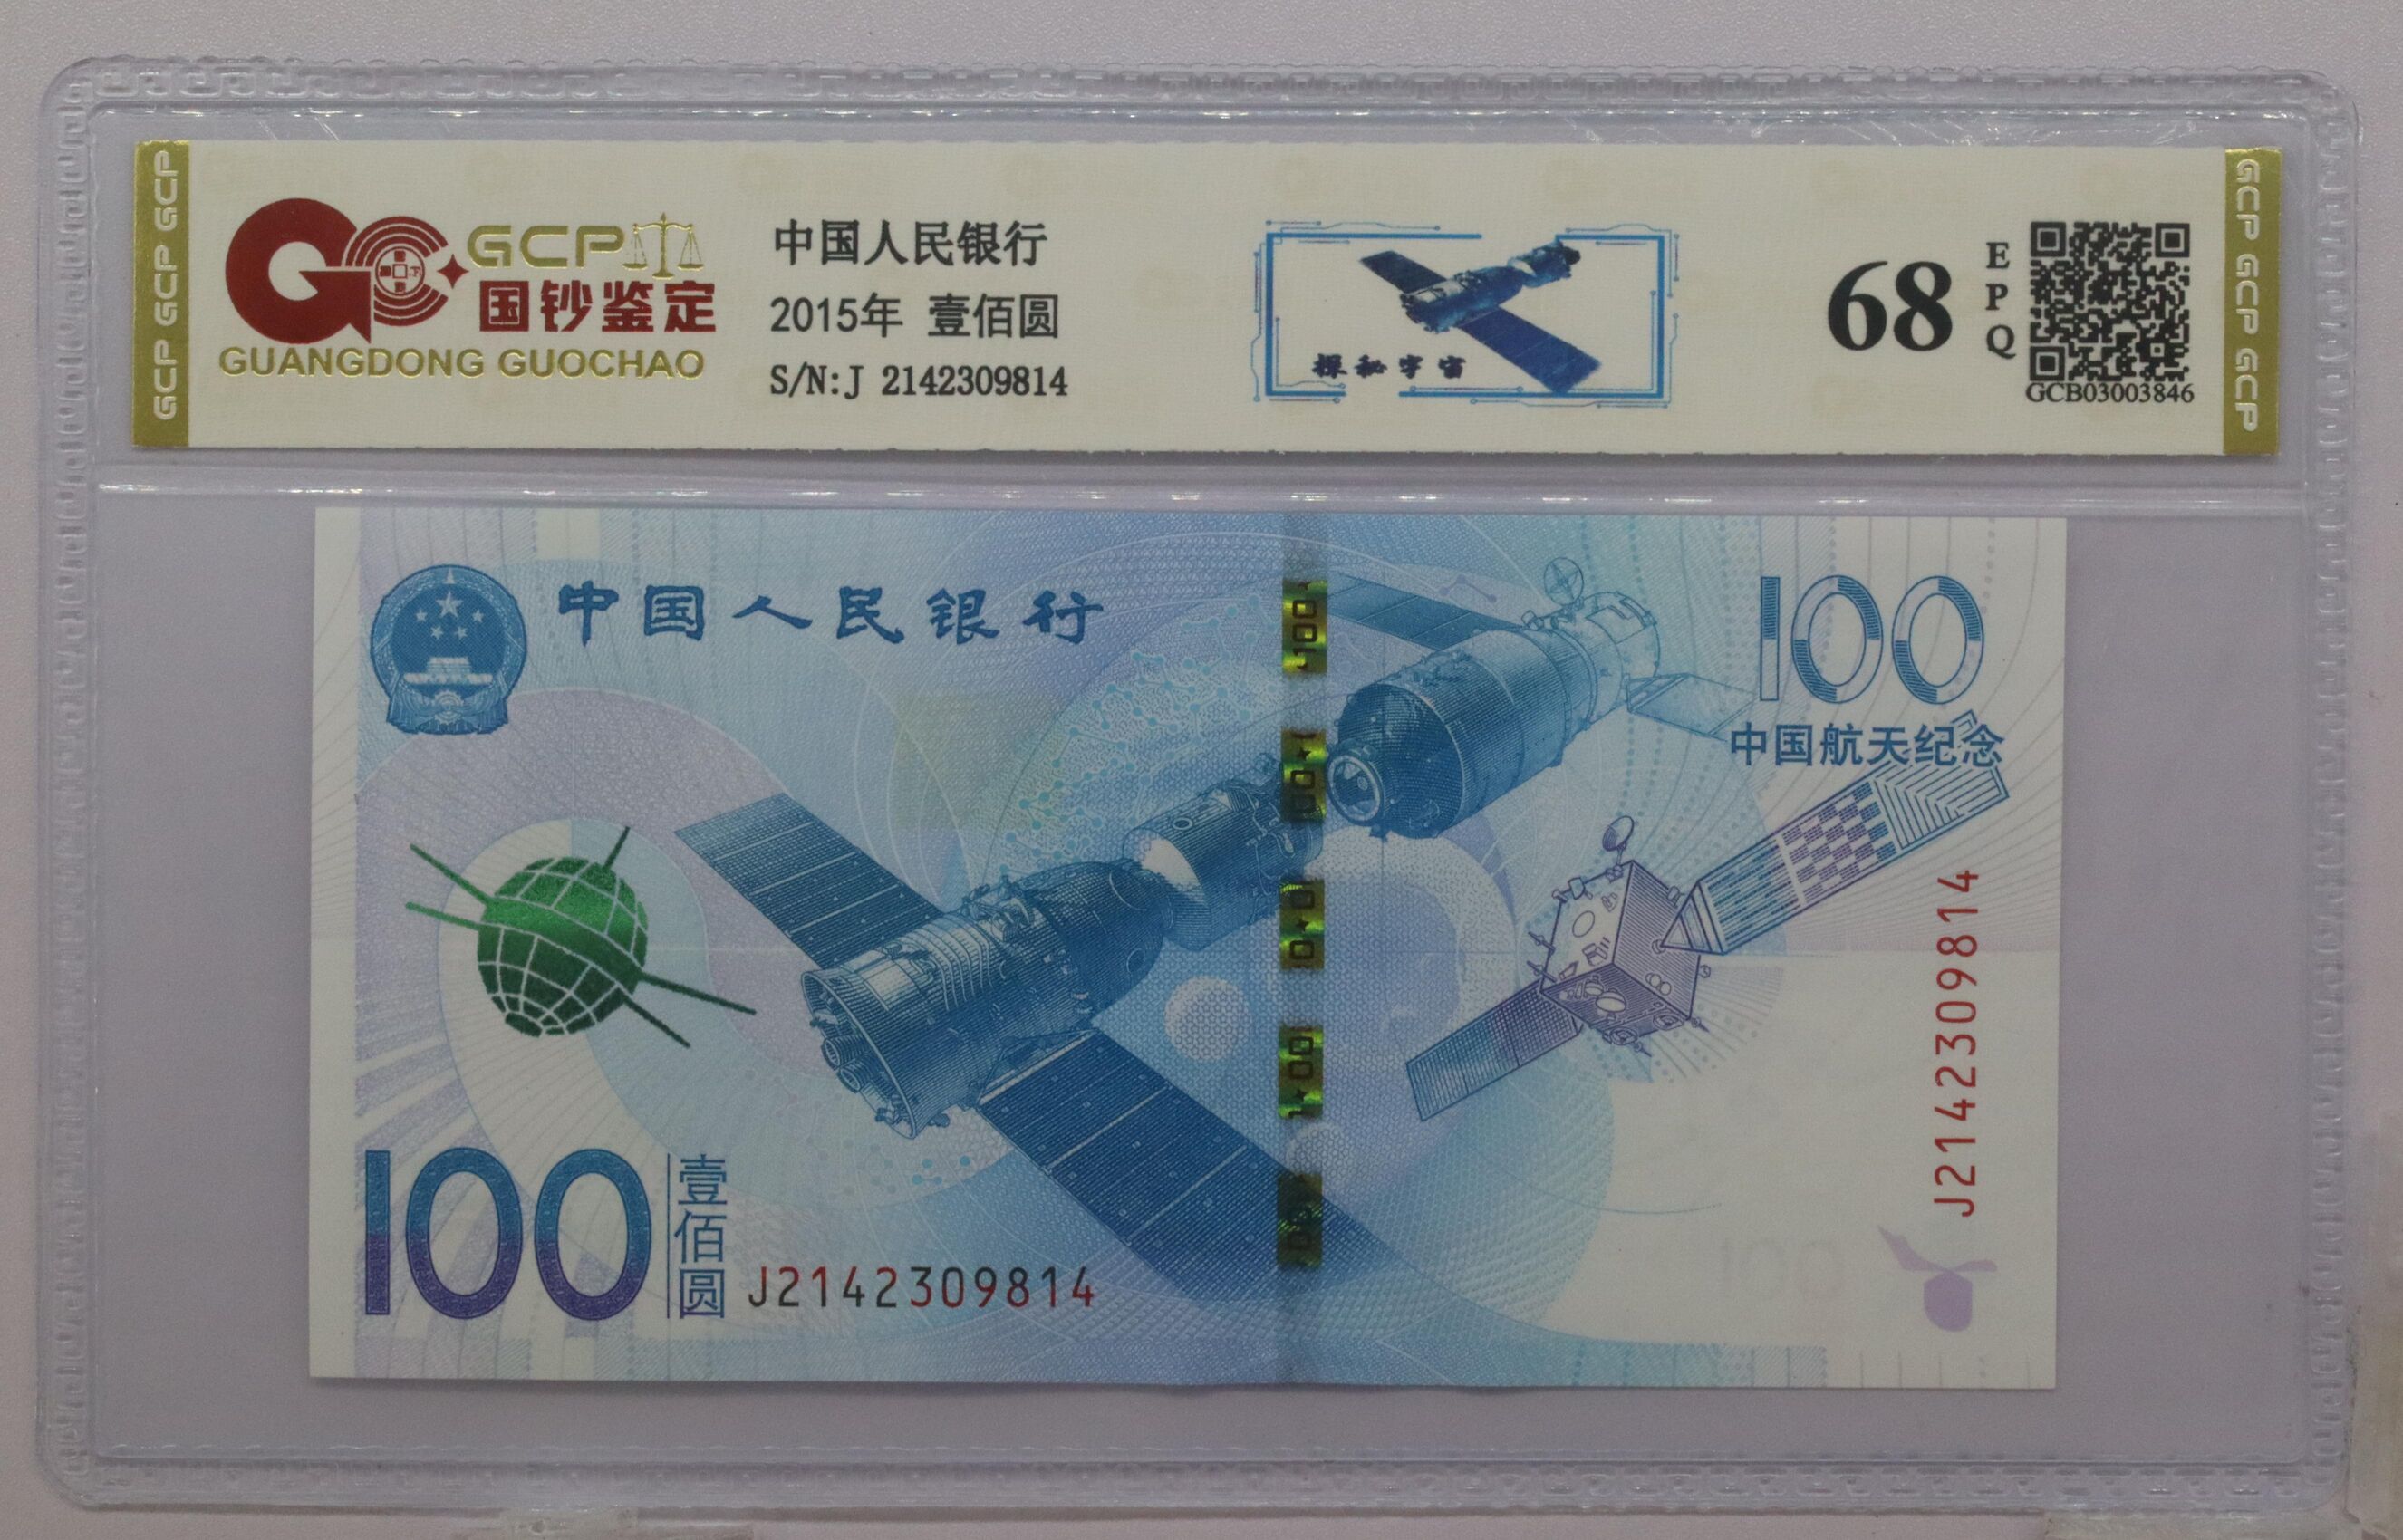 GCP GCP GCP
GCP
国钞鉴定
GUANGDONG GUOCHAO
中国人民银行
2015年 壹佰圆
S/N:J 2142309814
探秘宇宙
68
EPQ
GCB03003846
GCP GCP GCP
中国人民银行
100
中国航天纪念
J2142309814
100
壹佰圆
J2142309814